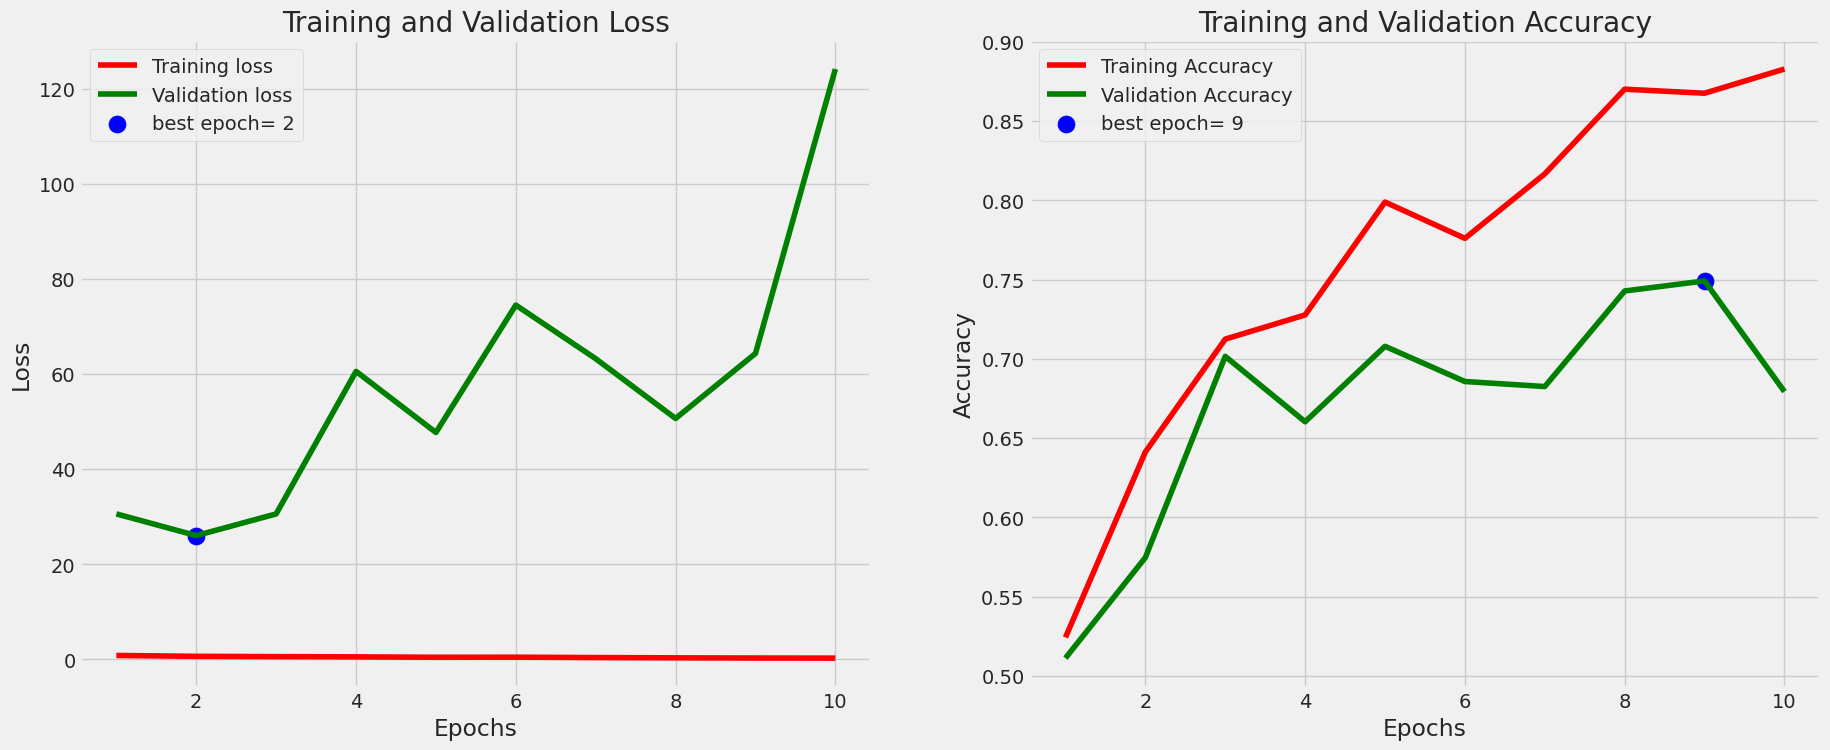 Training and Validation Loss
Training loss
Validation loss
best epoch= 2
120
100
80
60
40
20
0
Loss
2 4 6 8 10
Epochs
Training and Validation Accuracy
Training Accuracy
Validation Accuracy
best epoch= 9
0.90
0.85
0.80
0.75
0.70
0.65
0.60
0.55
0.50
Accuracy
2 4 6 8 10
Epochs